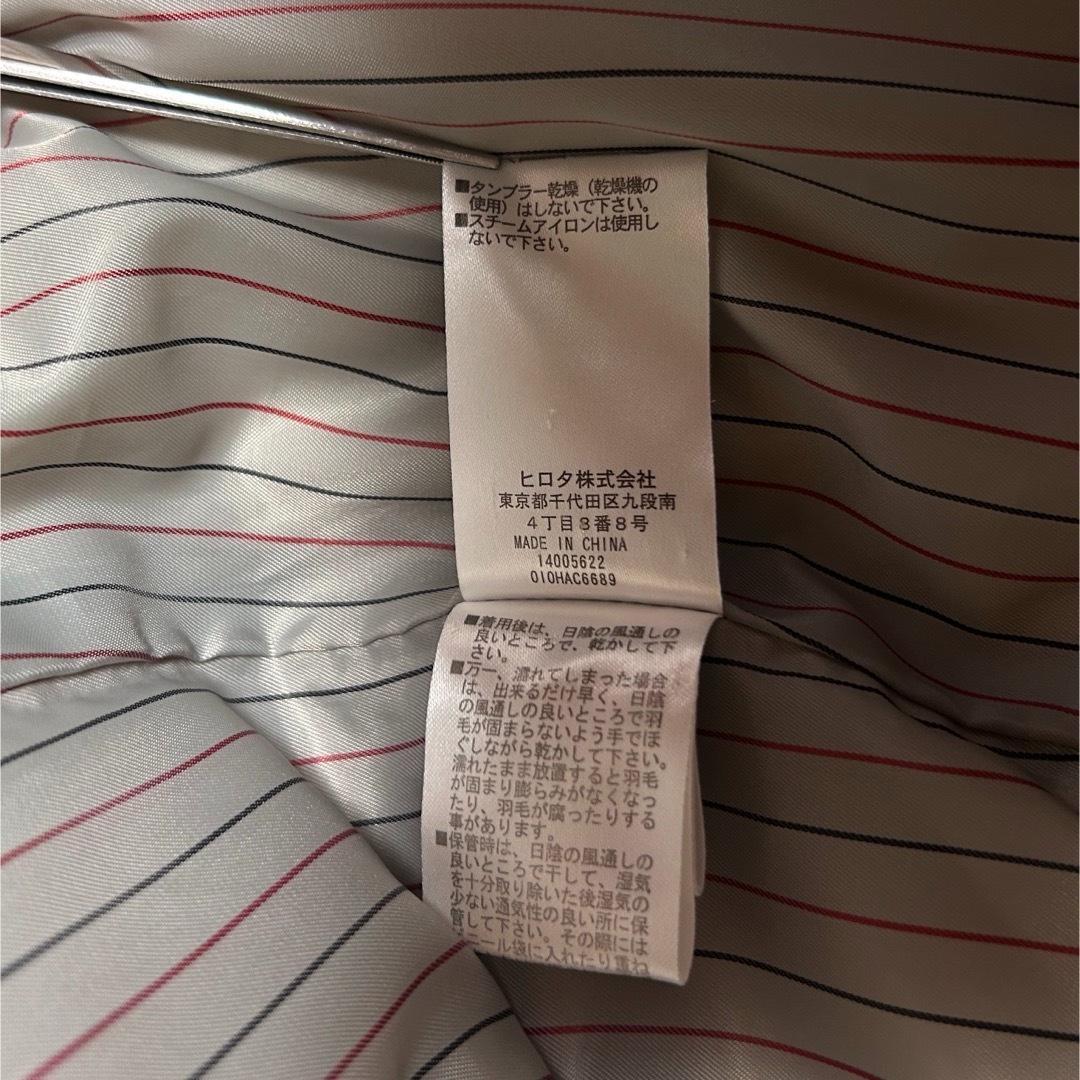 ■タンブラー乾燥（乾燥機の
使用）はしないで下さい。
■スチームアイロンは使用し
ないで下さい。
ヒロタ株式会社
東京都千代田区九段南
４丁目３番８号
MADE IN CHINA
14005622
010HAC6689
■着用後は、日陰の風通しの
良いところで、乾かして下
さい。
■万一、濡れてしまった場合
は、出来るだけ早く、日陰
の風通しの良いところで羽
毛が固まらないよう手でほ
ぐしながら乾かして下さい。
濡れたまま放置すると羽毛
が固まり膨らみがなくなっ
たり、羽毛が腐ったりする
事があります。
■保管時は、日陰の風通しの
良いところで干して、湿気
を十分取り除いた後湿気の
少ない通気性の良い所に保
管して下さい。その際には
ビニール袋に入れたり重ね